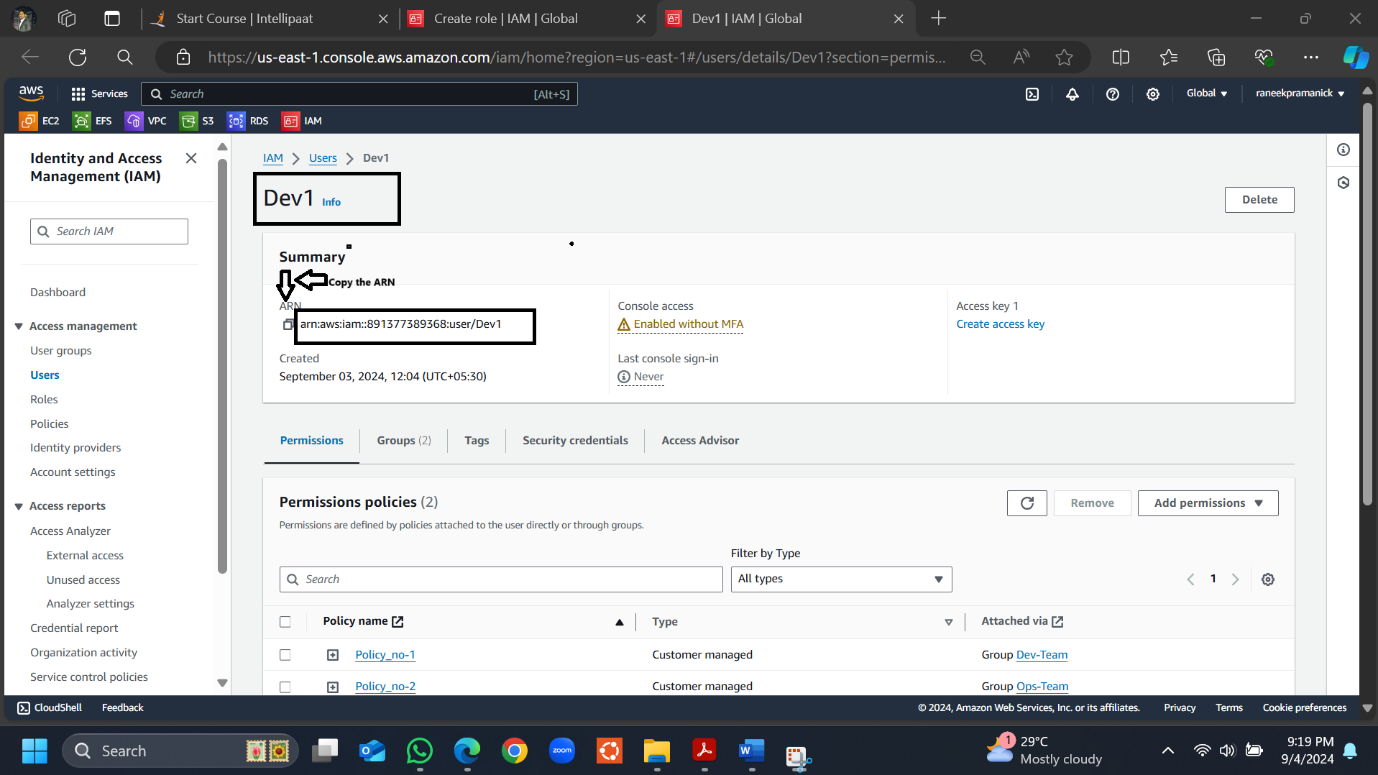 Start Course | Intellipaat
Create role | IAM | Global
Dev1 | IAM | Global
https://us-east-1.console.aws.amazon.com/iam/home?region=us-east-1#/users/details/Dev1?section=permis...
aws
Services
Search
[Alt+S]
Global
raneekpramanick
EC2
EFS
VPC
S3
RDS
IAM
Identity and Access
Management (IAM)
Search IAM
Dashboard
Access management
User groups
Users
Roles
Policies
Identity providers
Account settings
Access reports
Access Analyzer
External access
Unused access
Analyzer settings
Credential report
Organization activity
Service control policies
IAM > Users > Dev1
Dev1 Info
Delete
Summary
Copy the ARN
ARN
arn:aws:iam::891377389368:user/Dev1
Created
September 03, 2024, 12:04 (UTC+05:30)
Console access
Enabled without MFA
Last console sign-in
Never
Access key 1
Create access key
Permissions
Groups (2)
Tags
Security credentials
Access Advisor
Permissions policies (2)
Remove
Add permissions
Permissions are defined by policies attached to the user directly or through groups.
Filter by Type
Search
All types
1
Policy name
Type
Attached via
Policy_no-1
Customer managed
Group Dev-Team
Policy_no-2
Customer managed
Group Ops-Team
CloudShell
Feedback
© 2024, Amazon Web Services, Inc. or its affiliates.
Privacy
Terms
Cookie preferences
Search
zoom
1
29°C
Mostly cloudy
9:19 PM
9/4/2024